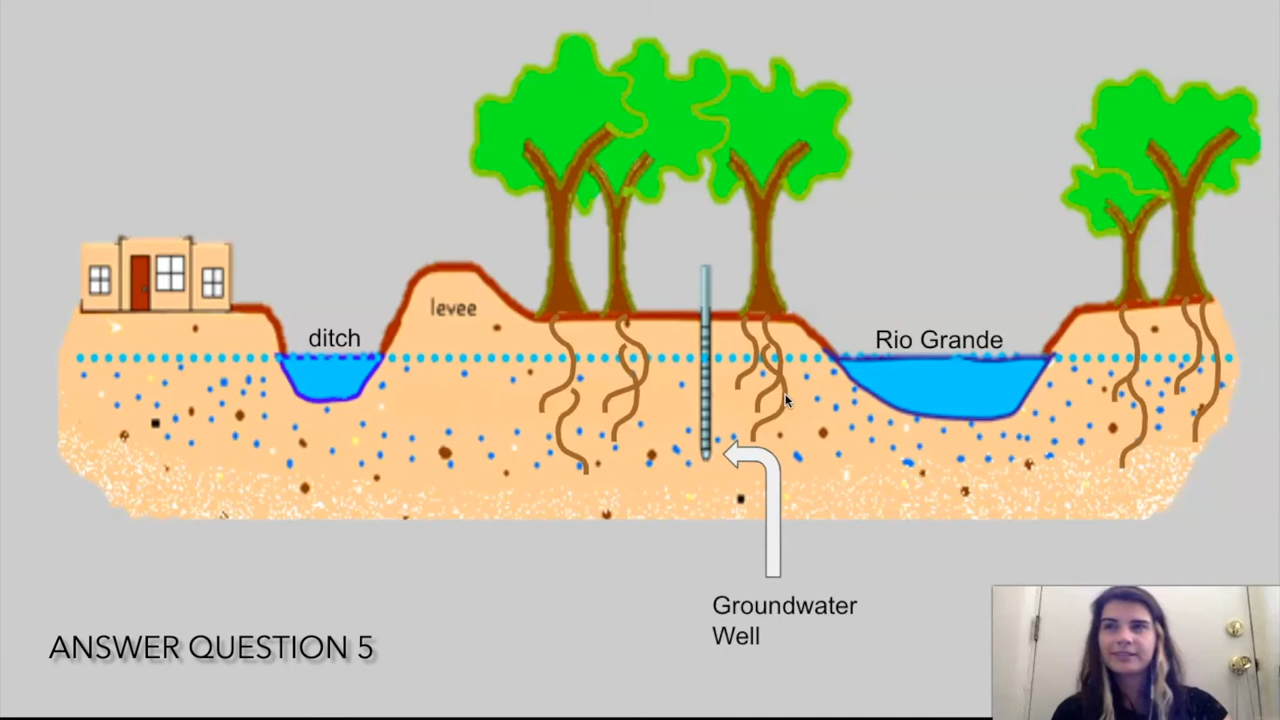 levee
ditch
Rio Grande
Groundwater
Well
ANSWER QUESTION 5